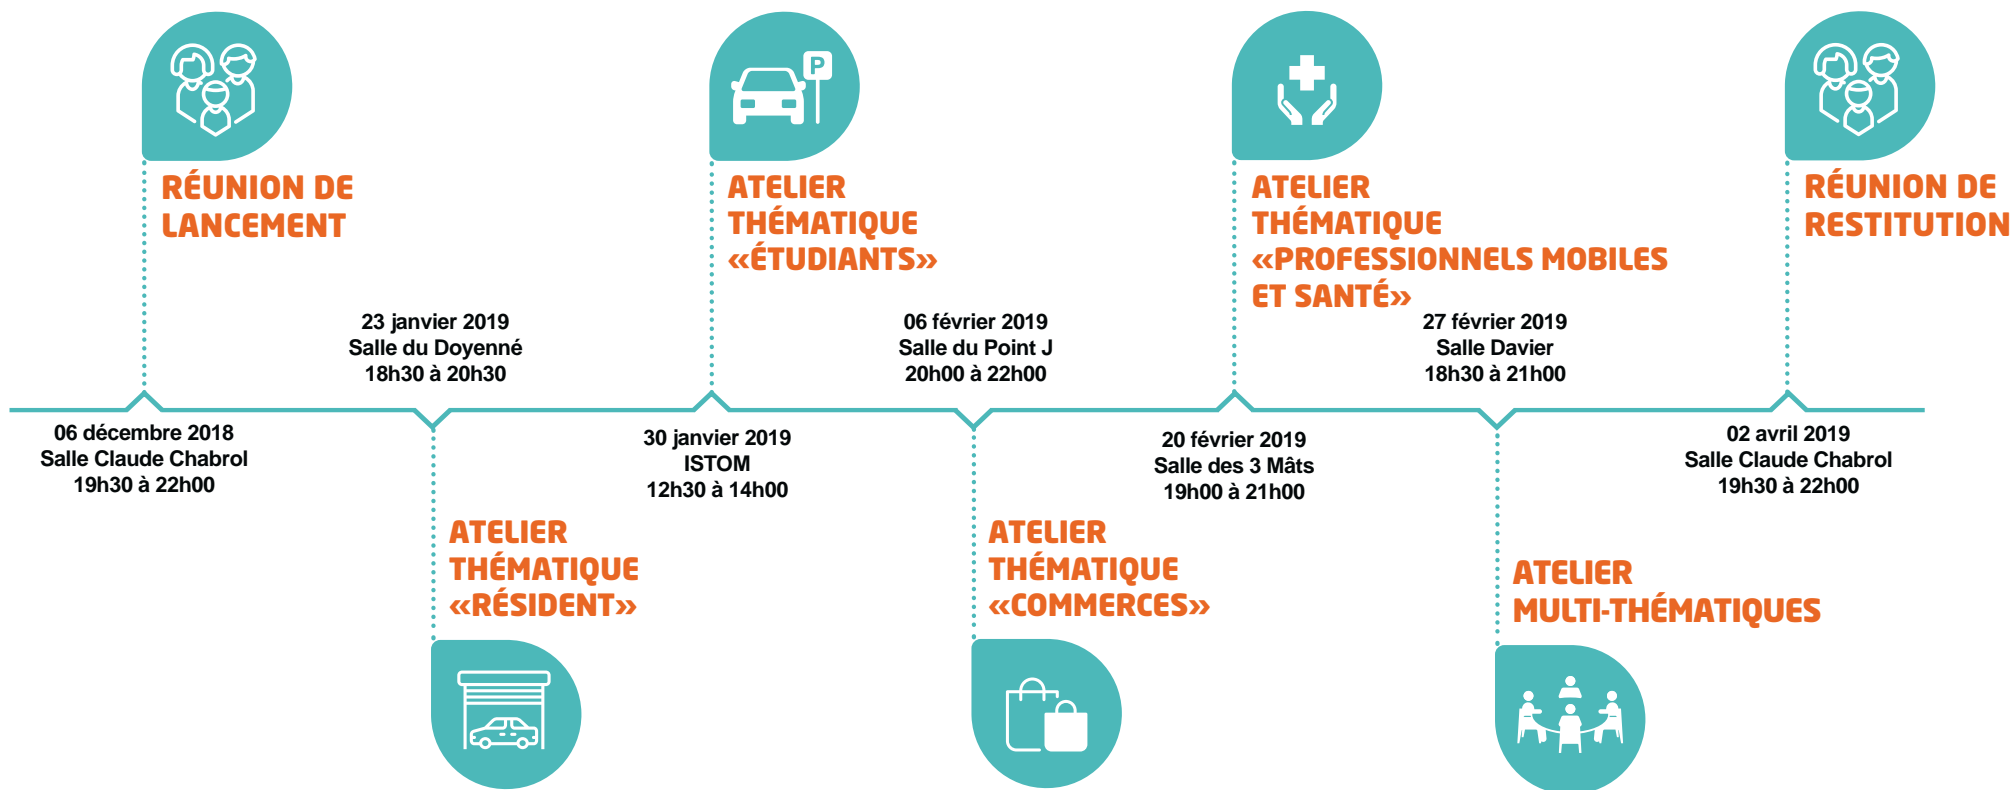 P
RÉUNION DE
LANCEMENT
06 décembre 2018
Salle Claude Chabrol
19h30 à 22h00
23 janvier 2019
Salle du Doyenné
18h30 à 20h30
ATELIER
THÉMATIQUE
«RÉSIDENT»
ATELIER
THÉMATIQUE
«ÉTUDIANTS»
30 janvier 2019
ISTOM
12h30 à 14h00
06 février 2019
Salle du Point J
20h00 à 22h00
ATELIER
THÉMATIQUE
«COMMERCES»
ATELIER
THÉMATIQUE
«PROFESSIONNELS MOBILES
ET SANTÉ»
20 février 2019
Salle des 3 Mâts
19h00 à 21h00
27 février 2019
Salle Davier
18h30 à 21h00
ATELIER
MULTI-THÉMATIQUES
RÉUNION DE
RESTITUTION
02 avril 2019
Salle Claude Chabrol
19h30 à 22h00